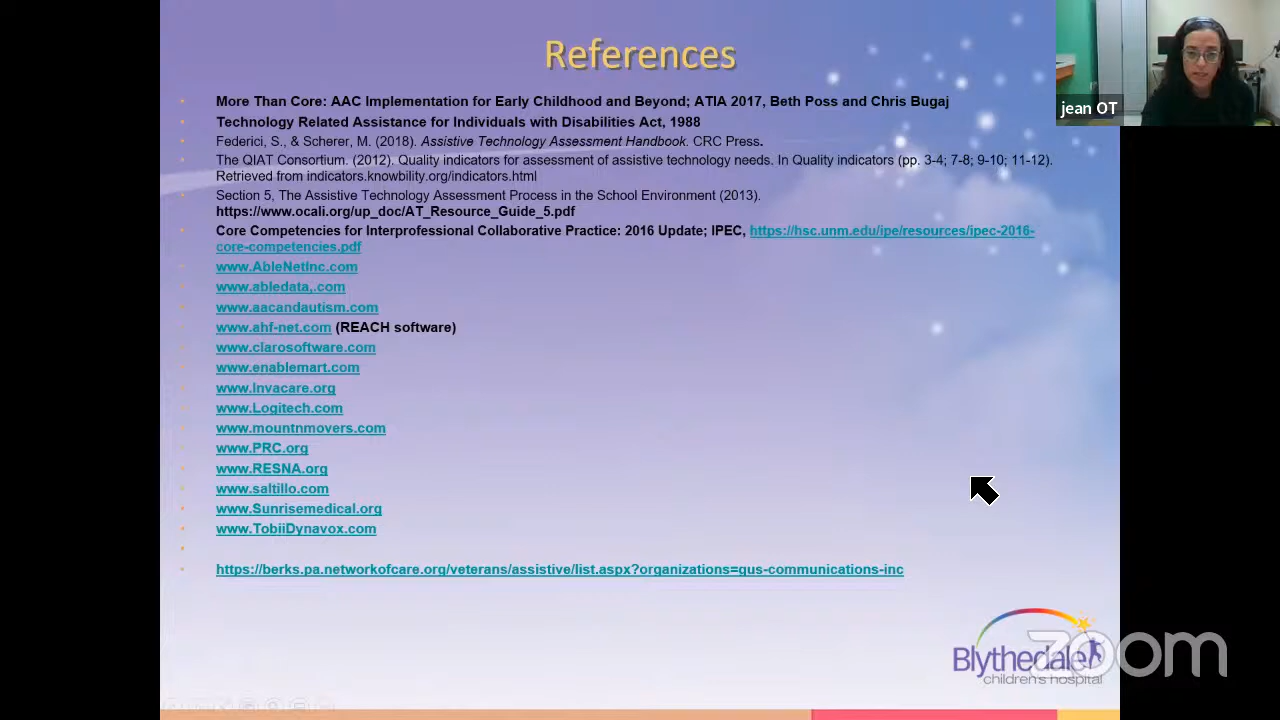 References
jean OT
More Than Core: AAC Implementation for Early Childhood and Beyond; ATIA 2017, Beth Poss and Chris Bugaj
Technology Related Assistance for Individuals with Disabilities Act, 1988
Federici, S., & Scherer, M. (2018). Assistive Technology Assessment Handbook. CRC Press.
The QIAT Consortium. (2012). Quality indicators for assessment of assistive technology needs. In Quality indicators (pp. 3-4; 7-8; 9-10; 11-12).
Retrieved from indicators.knowbility.org/indicators.html
Section 5, The Assistive Technology Assessment Process in the School Environment (2013).
https://www.ocali.org/up_doc/AT_Resource_Guide_5.pdf
Core Competencies for Interprofessional Collaborative Practice: 2016 Update; IPEC, https://hsc.unm.edu/ipe/resources/ipec-2016-
core-competencies.pdf
www.AbleNetInc.com
www.abledata,.com
www.aacandautism.com
www.ahf-net.com (REACH software)
www.clarosoftware.com
www.enablemart.com
www.Invacare.org
www.Logitech.com
www.mountnmovers.com
www.PRC.org
www.RESNA.org
www.saltillo.com
www.Sunrisemedical.org
www.TobiiDynavox.com
https://berks.pa.networkofcare.org/veterans/assistive/list.aspx?organizations=gus-communications-inc
Blythedale
children's hospital
zoom